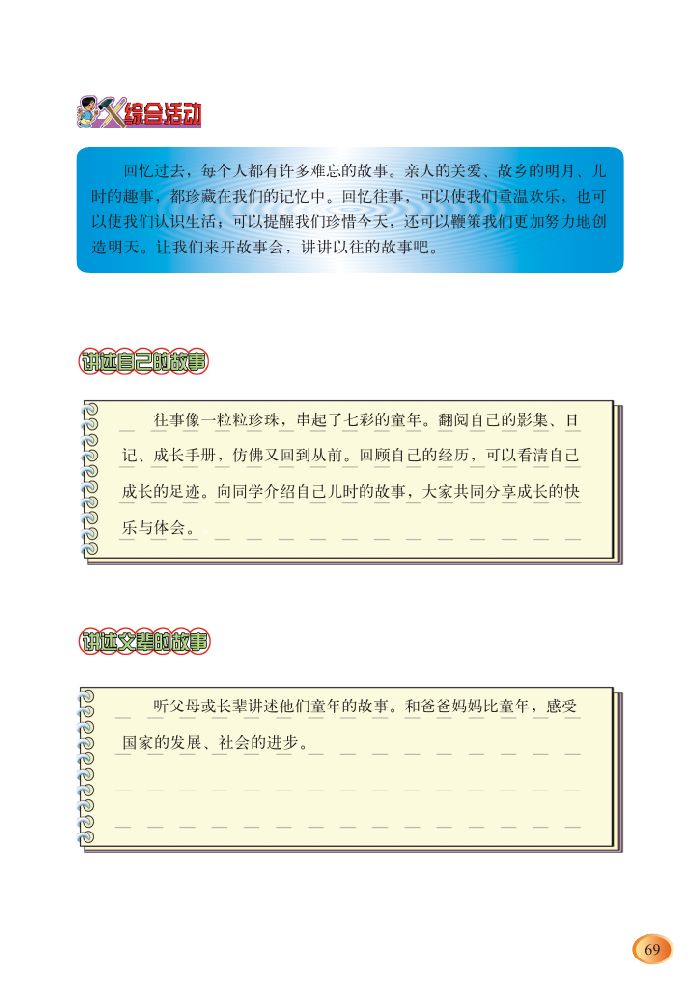 综合活动
回忆过去，每个人都有许多难忘的故事。亲人的关爱、故乡的明月、儿
时的趣事，都珍藏在我们的记忆中。回忆往事，可以使我们重温欢乐，也可
以使我们认识生活；可以提醒我们珍惜今天，还可以鞭策我们更加努力地创
造明天。让我们来开故事会，讲讲以往的故事吧。
讲述自己的故事
往事像一粒粒珍珠，串起了七彩的童年。翻阅自己的影集、日
记、成长手册，仿佛又回到从前。回顾自己的经历，可以看清自己
成长的足迹。向同学介绍自己儿时的故事，大家共同分享成长的快
乐与体会。
讲述父辈的故事
听父母或长辈讲述他们童年的故事。和爸爸妈妈比童年，感受
国家的发展、社会的进步。
69